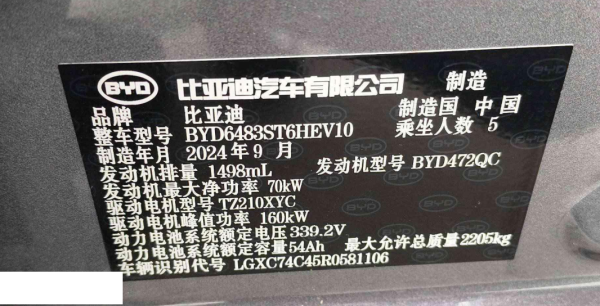 BYD 比亚迪汽车有限公司 制造
品牌 比亚迪 制造国 中国
整车型号 BYD6483ST6HEV10 乘坐人数 5
制造年月 2024年9月
发动机排量 1498mL 发动机型号 BYD472QC
发动机最大净功率 70kW
驱动电机型号 TZ210XYC
驱动电机峰值功率 160kW
动力电池系统额定电压 339.2V
动力电池系统额定容量 54Ah 最大允许总质量 2205kg
车辆识别代号 LGXC74C45R0581106